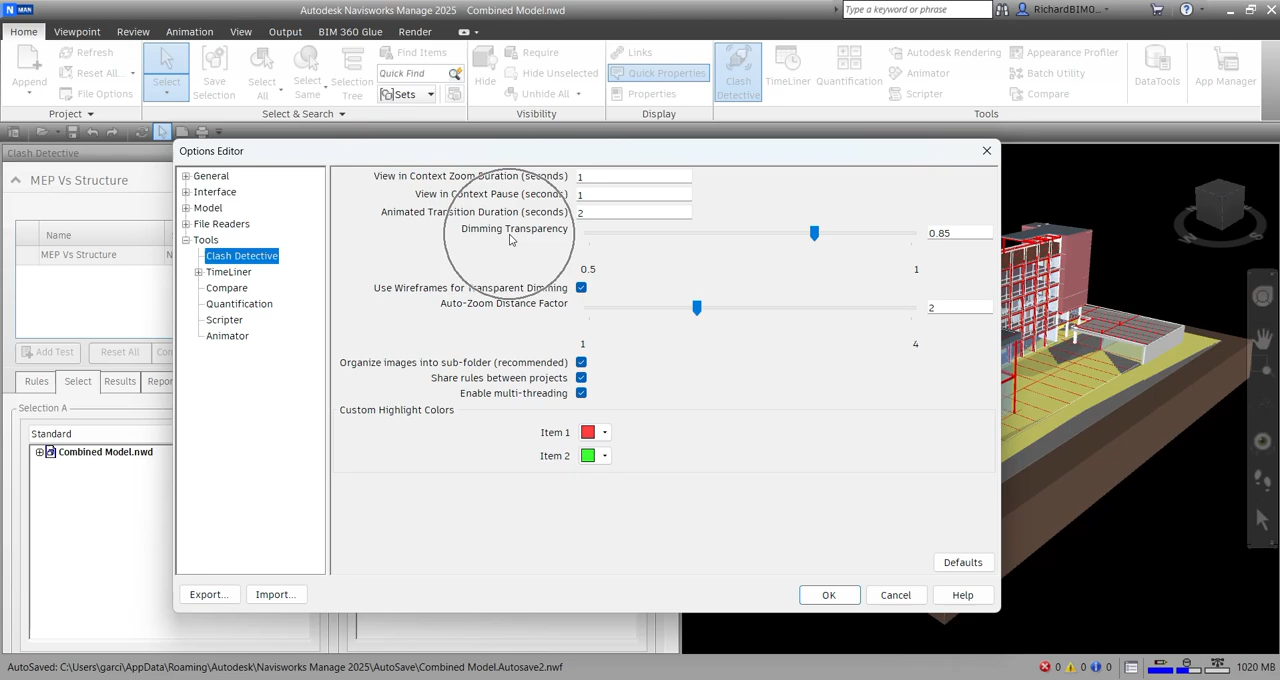 N MAN
Autodesk Navisworks Manage 2025 Combined Model.nwd
Type a keyword or phrase
RichardBIMO...
Home Viewpoint Review Animation View Output BIM 360 Glue Render
Append
Refresh
Reset All...
File Options
Select
Save Selection
Select All
Select Same
Selection Tree
Find Items
Quick Find
Sets
Hide
Require
Hide Unselected
Unhide All
Links
Quick Properties
Properties
Clash Detective
TimeLiner
Quantification
Autodesk Rendering
Animator
Scripter
Appearance Profiler
Batch Utility
Compare
DataTools
App Manager
Project
Select & Search
Visibility
Display
Tools
Clash Detective
MEP Vs Structure
Name
MEP Vs Structure
Add Test
Reset All
Con
Rules
Select
Results
Repor
Selection A
Standard
Combined Model.nwd
Options Editor
General
Interface
Model
File Readers
Tools
Clash Detective
TimeLiner
Compare
Quantification
Scripter
Animator
View in Context Zoom Duration (seconds) 1
View in Context Pause (seconds) 1
Animated Transition Duration (seconds) 2
Dimming Transparency 0.85
0.5 1
Use Wireframes for Transparent Dimming
Auto-Zoom Distance Factor 2
1 4
Organize images into sub-folder (recommended)
Share rules between projects
Enable multi-threading
Custom Highlight Colors
Item 1
Item 2
Defaults
Export... Import... OK Cancel Help
AutoSaved: C:\Users\garci\AppData\Roaming\Autodesk\Navisworks Manage 2025\AutoSave\Combined Model.Autosave2.nwf
0 0 0 1020 MB